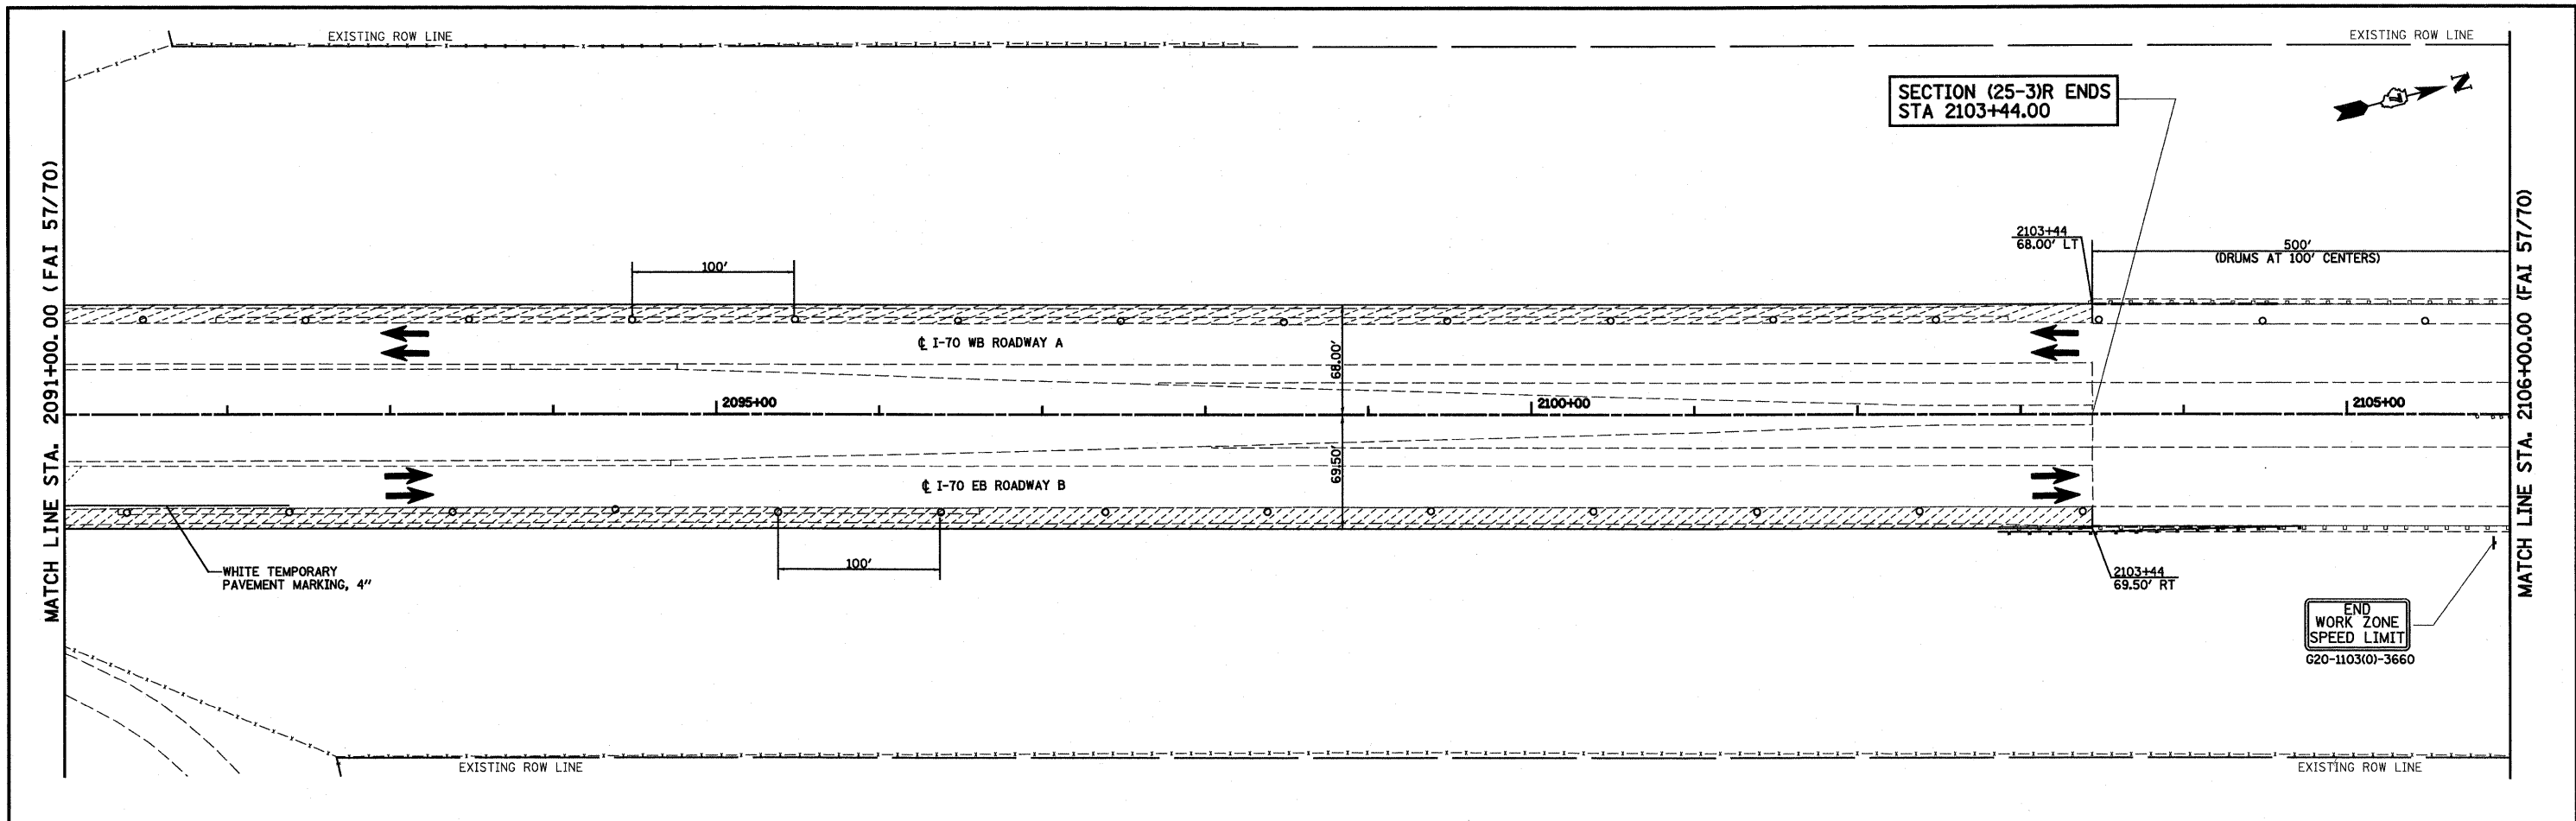 EXISTING ROW LINE
EXISTING ROW LINE
N
SECTION (25-3)R ENDS
STA 2103+44.00
MATCH LINE STA. 2091+00.00 (FAI 57/70)
MATCH LINE STA. 2106+00.00 (FAI 57/70)
2103+44
68.00' LT
500'
(DRUMS AT 100' CENTERS)
100'
℄ I-70 WB ROADWAY A
68.00'
2095+00
2100+00
2105+00
69.50'
℄ I-70 EB ROADWAY B
100'
WHITE TEMPORARY
PAVEMENT MARKING, 4"
2103+44
69.50' RT
END
WORK ZONE
SPEED LIMIT
G20-1103(0)-3660
EXISTING ROW LINE
EXISTING ROW LINE